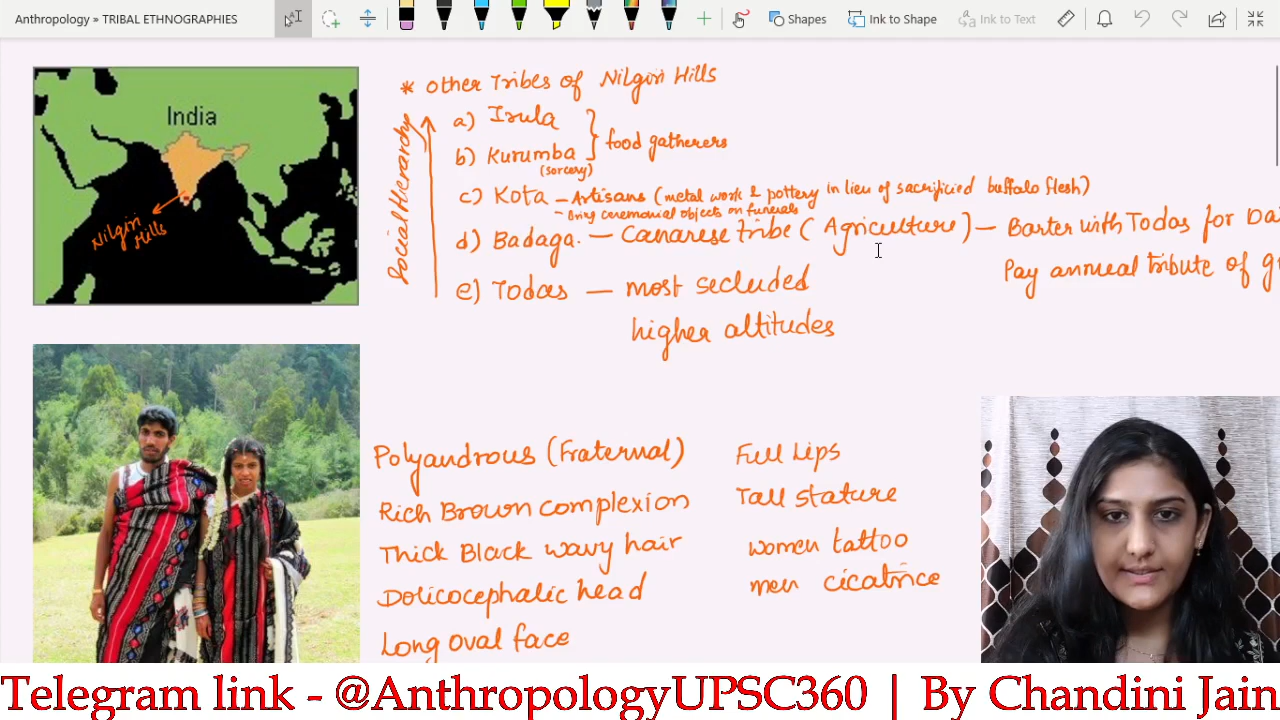 Anthropology » TRIBAL ETHNOGRAPHIES
Shapes
Ink to Shape
Ink to Text
India
Nilgiri Hills
* Other Tribes of Nilgiri Hills
Social Hierarchy
a) Irula
b) Kurumba
(sorcery)
food gatherers
c) Kota – Artisans (metal work & pottery in lieu of sacrificied buffalo flesh)
- Bring ceremonial objects on funerals
d) Badaga. – Canarese tribe (Agriculture) – Barter with Todas for
Pay annual tribute of
e) Todas – most secluded
higher altitudes
Polyandrous (Fraternal)
Rich Brown complexion
Thick Black wavy hair
Dolicocephalic head
Long oval face
Full Lips
Tall stature
women tattoo
men cicatrice
Telegram link - @AnthropologyUPSC360 | By Chandini Jain